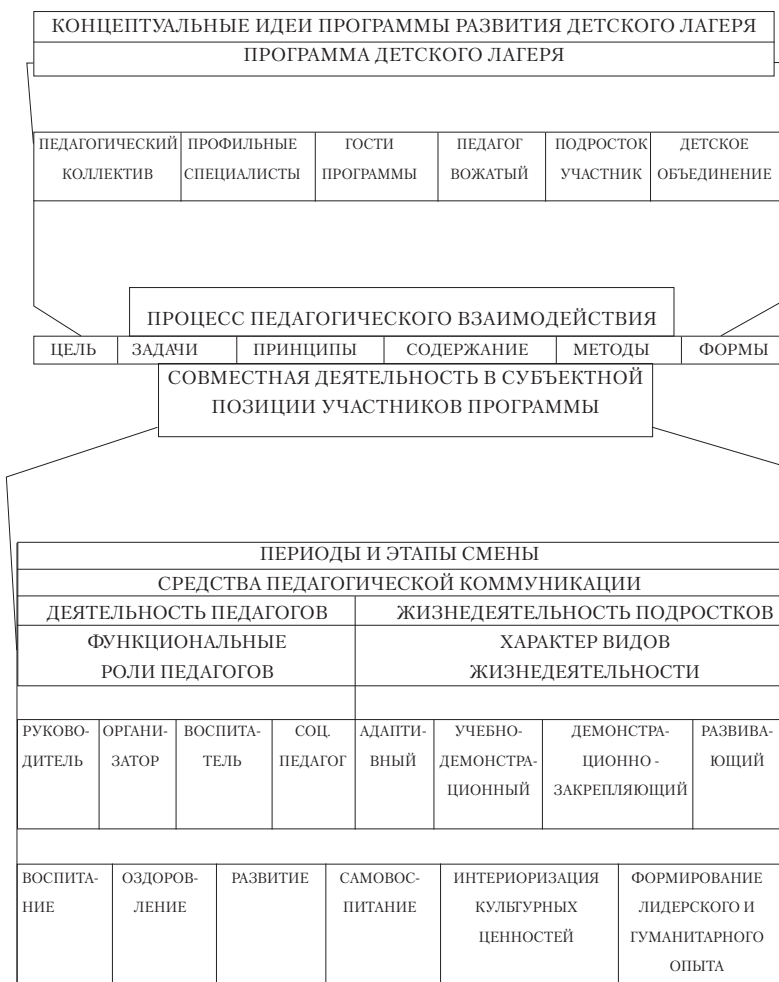 КОНЦЕПТУАЛЬНЫЕ ИДЕИ ПРОГРАММЫ РАЗВИТИЯ ДЕТСКОГО ЛАГЕРЯ
ПРОГРАММА ДЕТСКОГО ЛАГЕРЯ
ПЕДАГОГИЧЕСКИЙ
КОЛЛЕКТИВ
ПРОФИЛЬНЫЕ
СПЕЦИАЛИСТЫ
ГОСТИ
ПРОГРАММЫ
ПЕДАГОГ
ВОЖАТЫЙ
ПОДРОСТОК
УЧАСТНИК
ДЕТСКОЕ
ОБЪЕДИНЕНИЕ
ПРОЦЕСС ПЕДАГОГИЧЕСКОГО ВЗАИМОДЕЙСТВИЯ
ЦЕЛЬ
ЗАДАЧИ
ПРИНЦИПЫ
СОДЕРЖАНИЕ
МЕТОДЫ
ФОРМЫ
СОВМЕСТНАЯ ДЕЯТЕЛЬНОСТЬ В СУБЪЕКТНОЙ
ПОЗИЦИИ УЧАСТНИКОВ ПРОГРАММЫ
ПЕРИОДЫ И ЭТАПЫ СМЕНЫ
СРЕДСТВА ПЕДАГОГИЧЕСКОЙ КОММУНИКАЦИИ
ДЕЯТЕЛЬНОСТЬ ПЕДАГОГОВ
ЖИЗНЕДЕЯТЕЛЬНОСТЬ ПОДРОСТКОВ
ФУНКЦИОНАЛЬНЫЕ
РОЛИ ПЕДАГОГОВ
ХАРАКТЕР ВИДОВ
ЖИЗНЕДЕЯТЕЛЬНОСТИ
РУКОВО-
ДИТЕЛЬ
ОРГАНИ-
ЗАТОР
ВОСПИТА-
ТЕЛЬ
СОЦ.
ПЕДАГОГ
АДАПТИ-
ВНЫЙ
УЧЕБНО-
ДЕМОНСТРА-
ЦИОННЫЙ
ДЕМОНСТРА-
ЦИОННО -
ЗАКРЕПЛЯЮЩИЙ
РАЗВИВА-
ЮЩИЙ
ВОСПИТА-
НИЕ
ОЗДОРОВ-
ЛЕНИЕ
РАЗВИТИЕ
САМОВОС-
ПИТАНИЕ
ИНТЕРИОРИЗАЦИЯ
КУЛЬТУРНЫХ
ЦЕННОСТЕЙ
ФОРМИРОВАНИЕ
ЛИДЕРСКОГО И
ГУМАНИТАРНОГО
ОПЫТА